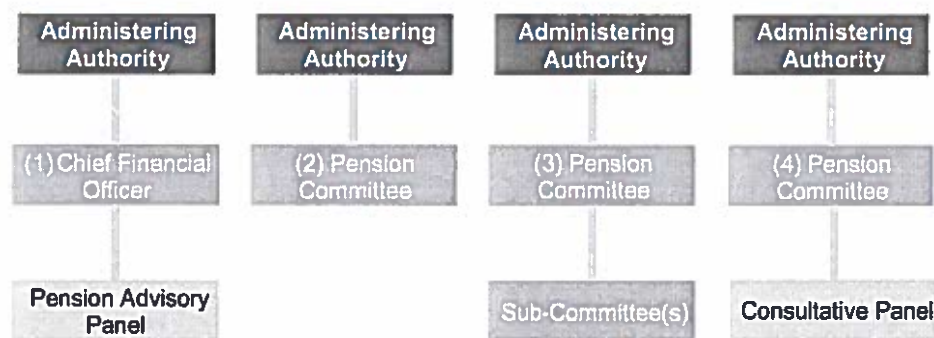 Administering
Authority
Administering
Authority
Administering
Authority
Administering
Authority
(1) Chief Financial
Officer
(2) Pension
Committee
(3) Pension
Committee
(4) Pension
Committee
Pension Advisory
Panel
Sub-Committee(s)
Consultative Panel